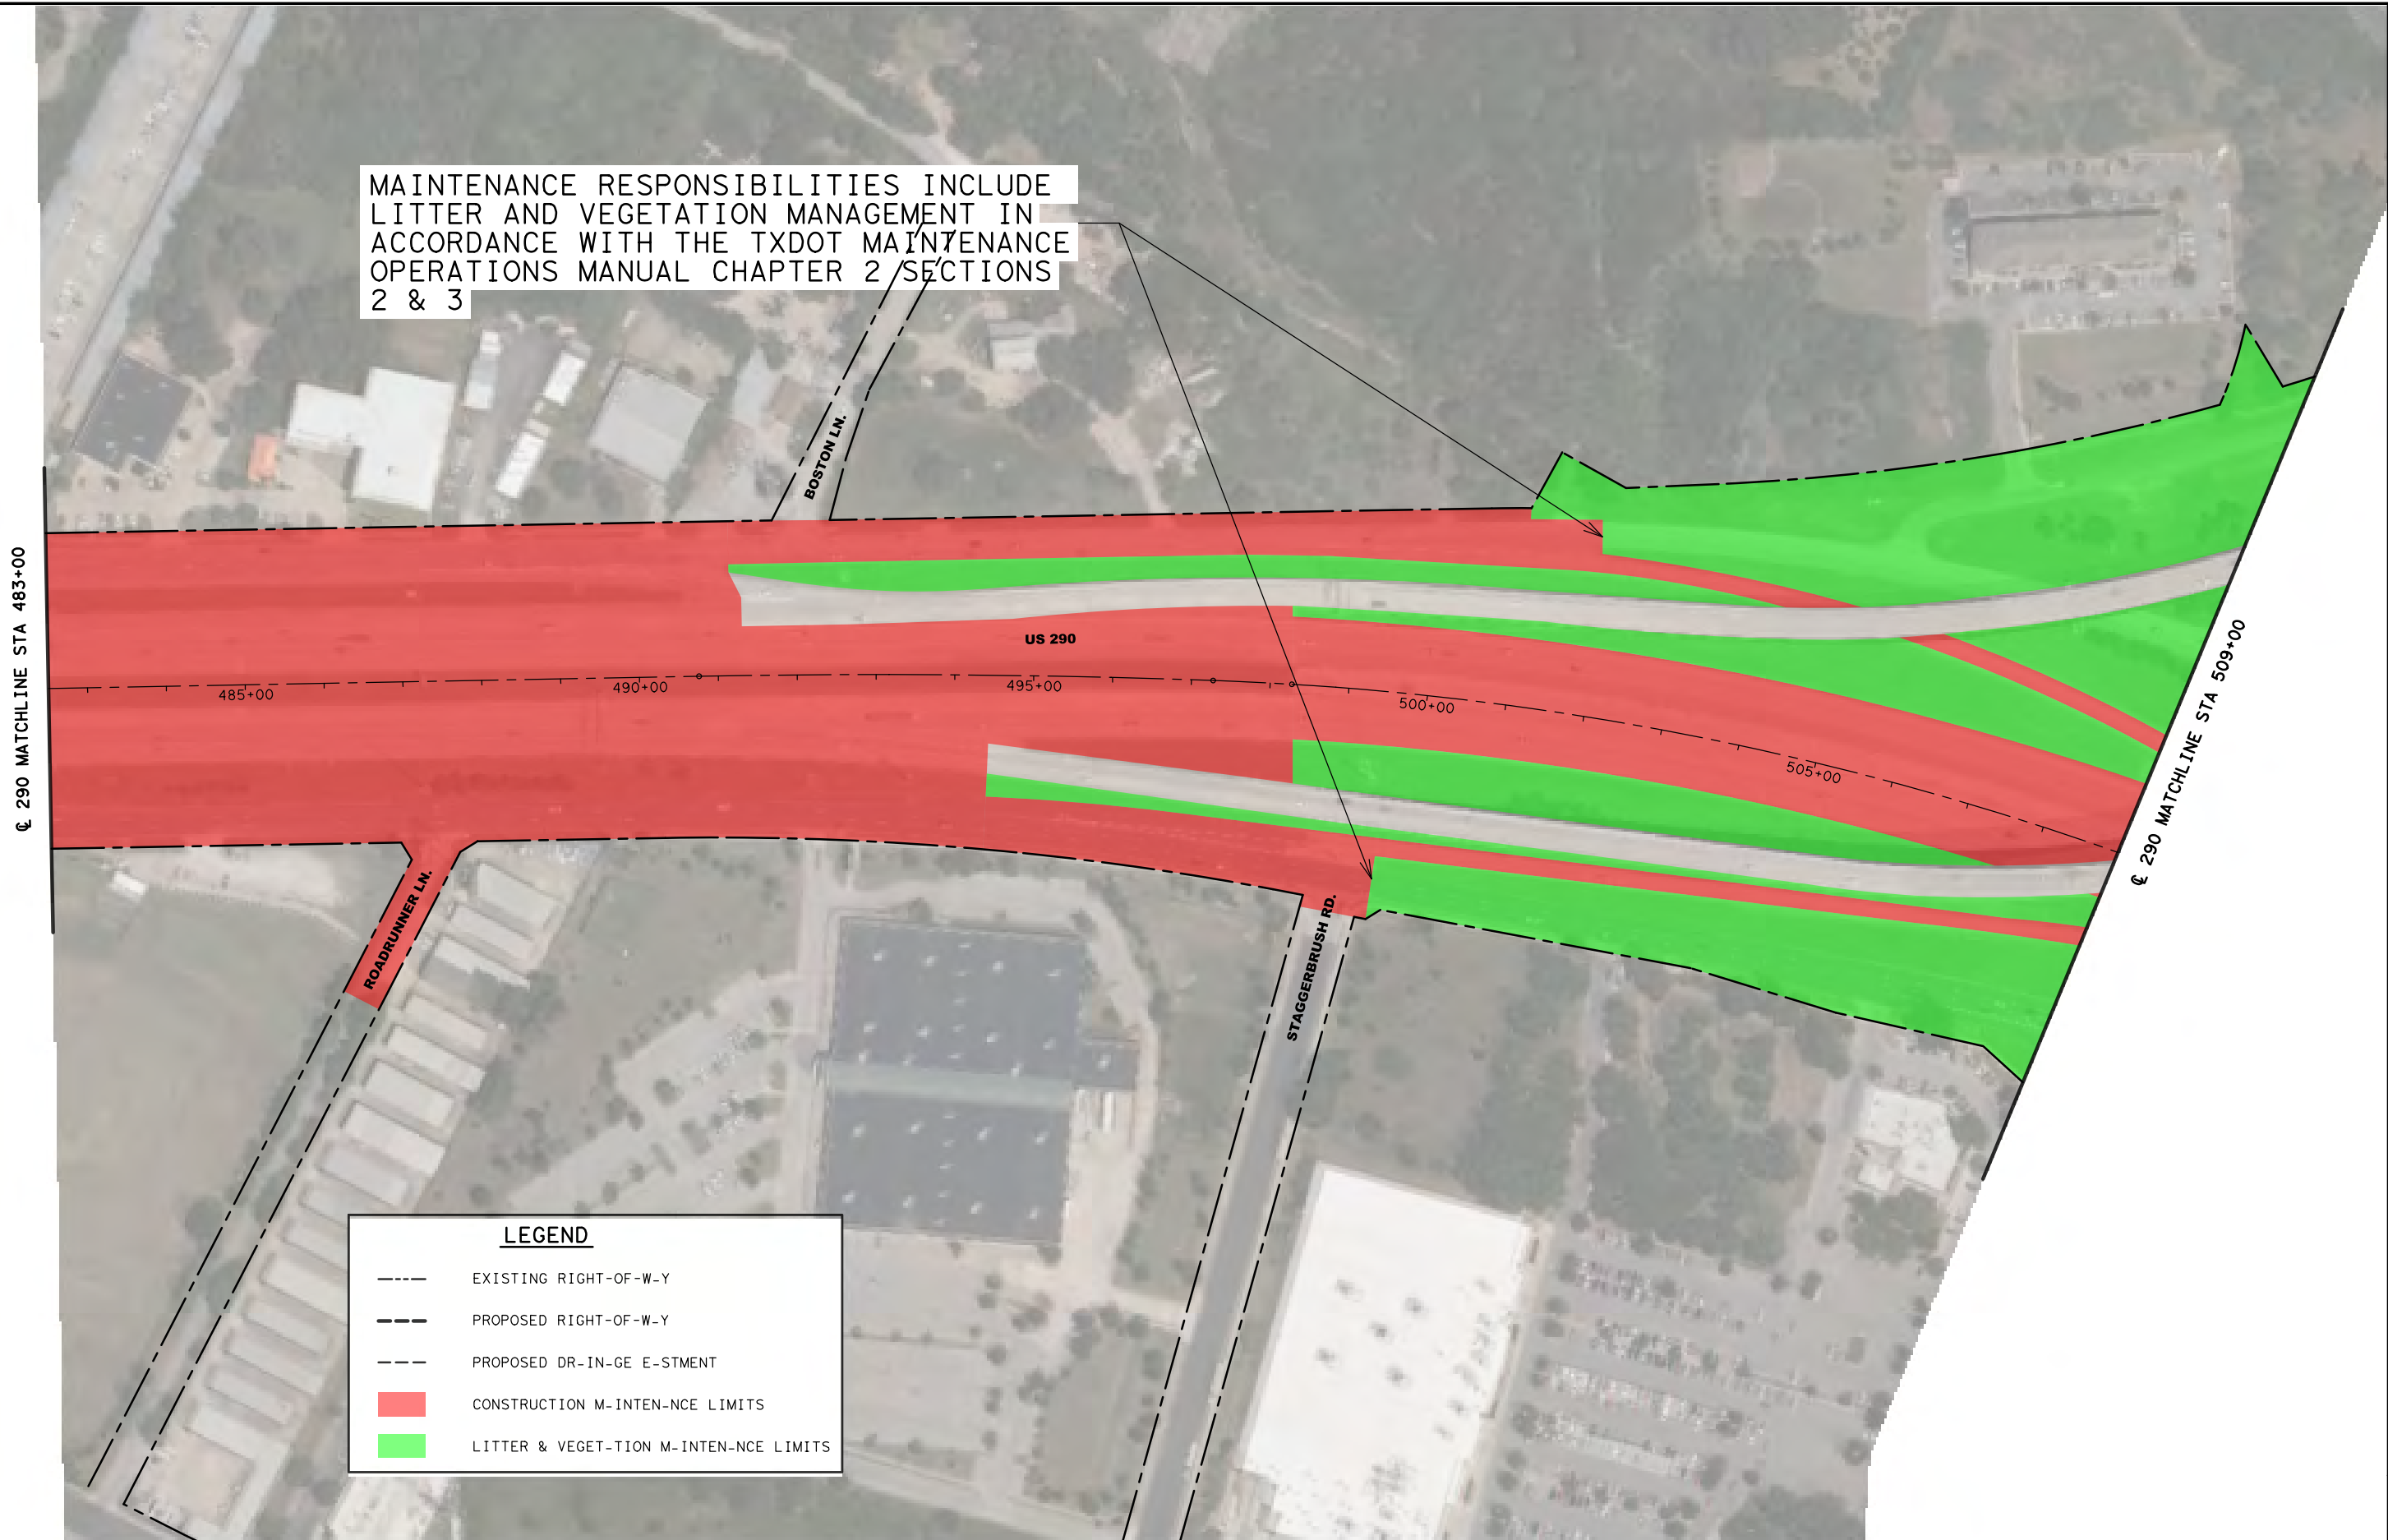 MAINTENANCE RESPONSIBILITIES INCLUDE
LITTER AND VEGETATION MANAGEMENT IN
ACCORDANCE WITH THE TXDOT MAINTENANCE
OPERATIONS MANUAL CHAPTER 2 SECTIONS
2 & 3
BOSTON LN.
℄ 290 MATCHLINE STA 483+00
US 290
485+00
490+00
495+00
500+00
505+00
℄ 290 MATCHLINE STA 509+00
ROADRUNNER LN.
STAGGERBRUSH RD.
LEGEND
EXISTING RIGHT-OF-W-Y
PROPOSED RIGHT-OF-W-Y
PROPOSED DR-IN-GE E-STMENT
CONSTRUCTION M-INTEN-NCE LIMITS
LITTER & VEGET-TION M-INTEN-NCE LIMITS